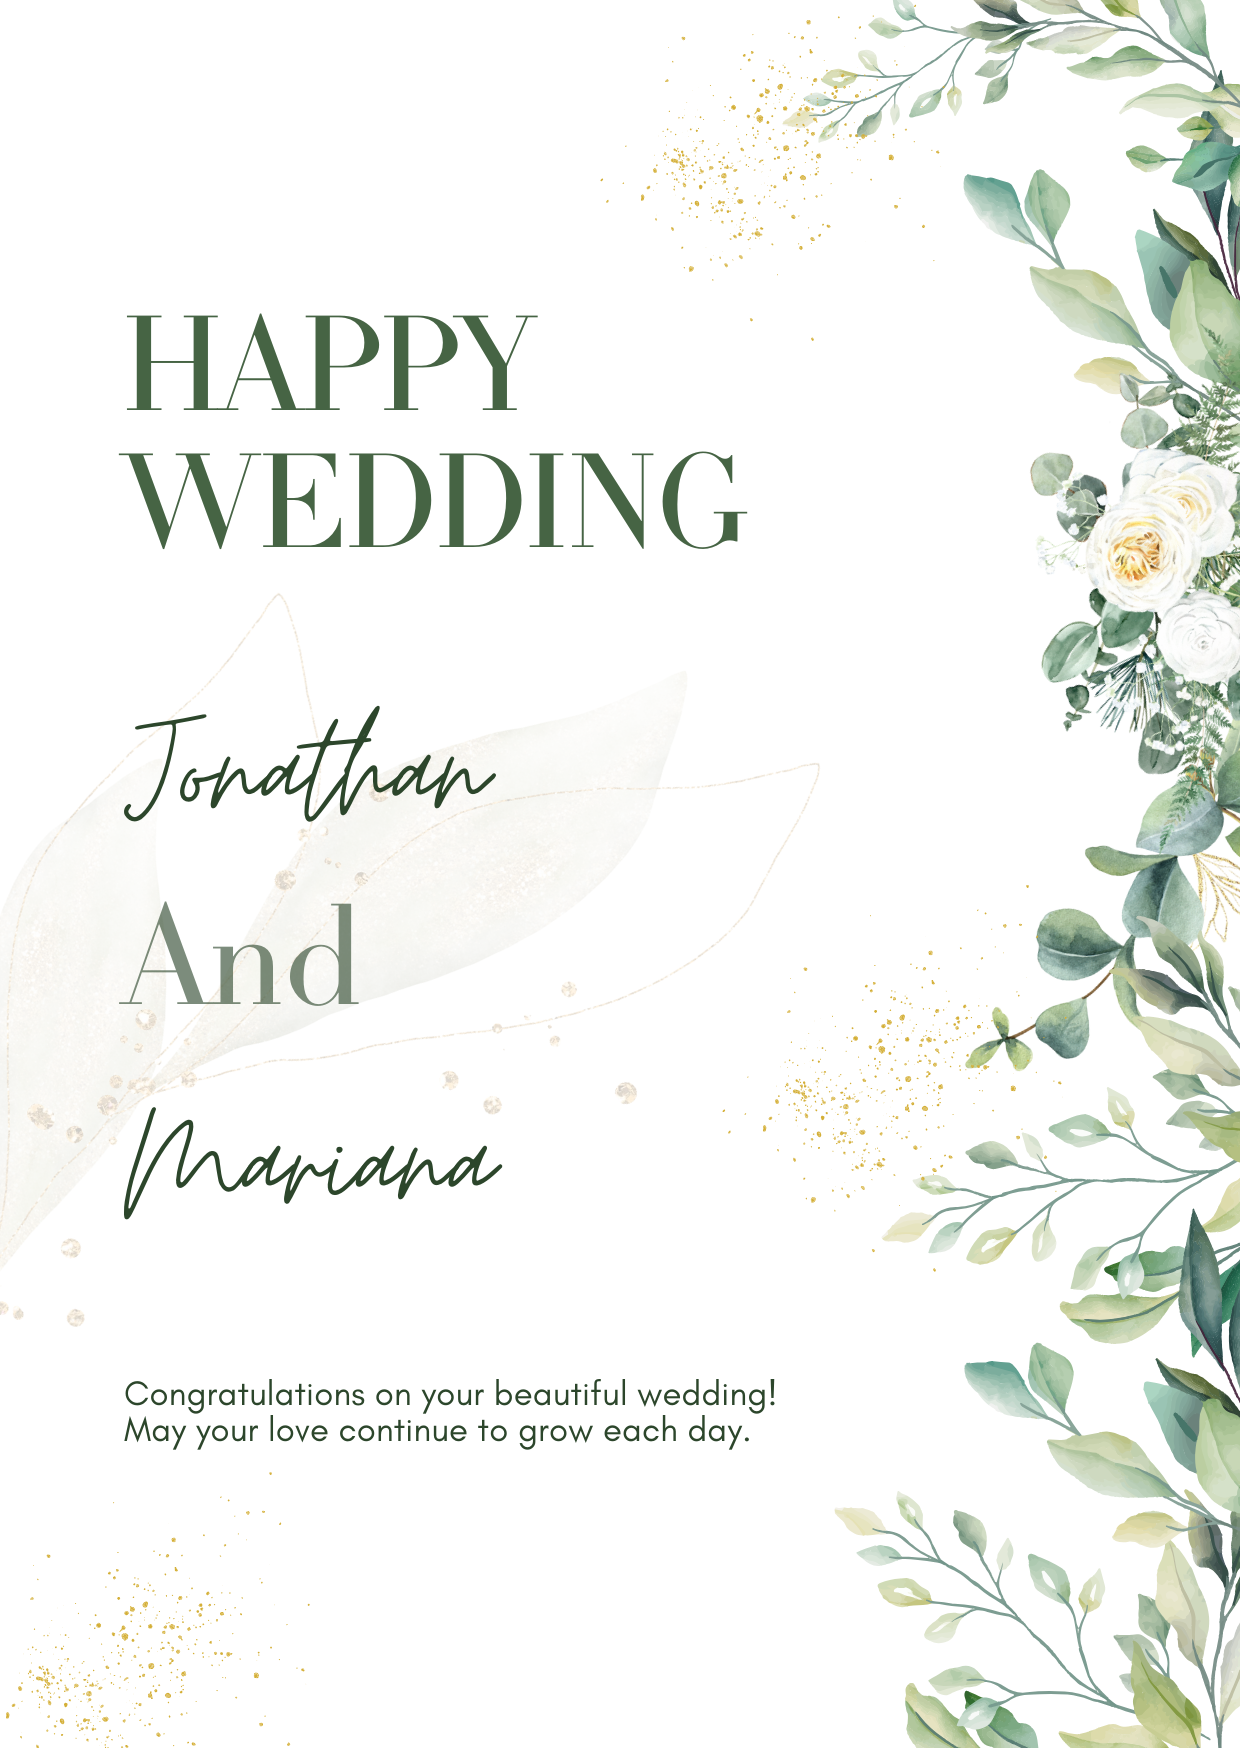 HAPPY
WEDDING
Jonathan
And
Mariana
Congratulations on your beautiful wedding!
May your love continue to grow each day.